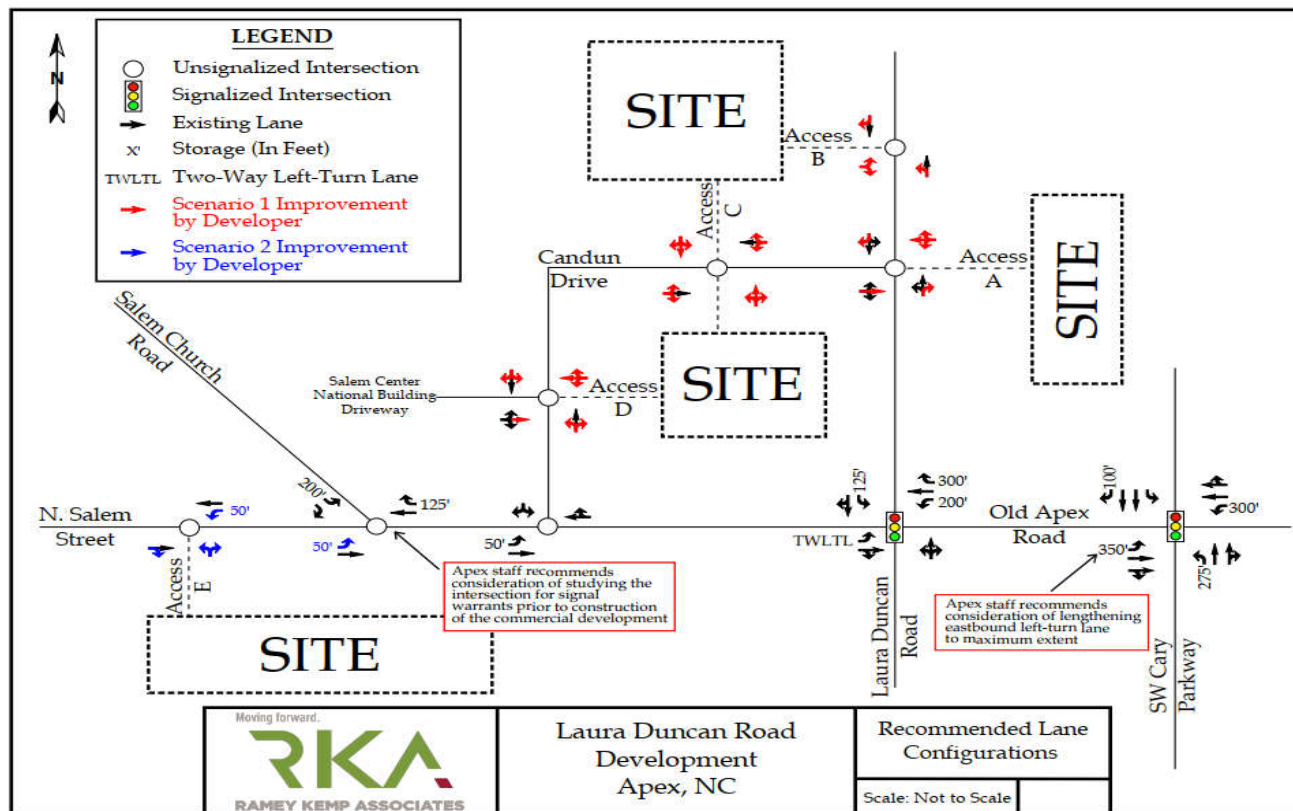 LEGEND
Unsignalized Intersection
Signalized Intersection
Existing Lane
X' Storage (In Feet)
TWLTL Two-Way Left-Turn Lane
Scenario 1 Improvement
by Developer
Scenario 2 Improvement
by Developer
N
SITE
Access
B
Access
C
Candun
Drive
Access
A
SITE
Salem Church
Road
Salem Center
National Building
Driveway
Access
D
SITE
N. Salem
Street
50'
200'
125'
50'
50'
125'
300'
200'
TWLTL
Old Apex
Road
100'
300'
350'
275'
Access
E
SITE
Apex staff recommends
consideration of studying the
intersection for signal
warrants prior to construction
of the commercial development
Laura Duncan
Road
Apex staff recommends
consideration of lengthening
eastbound left-turn lane
to maximum extent
SW Cary
Parkway
Moving forward.
RKA
RAMEY KEMP ASSOCIATES
Laura Duncan Road
Development
Apex, NC
Recommended Lane
Configurations
Scale: Not to Scale